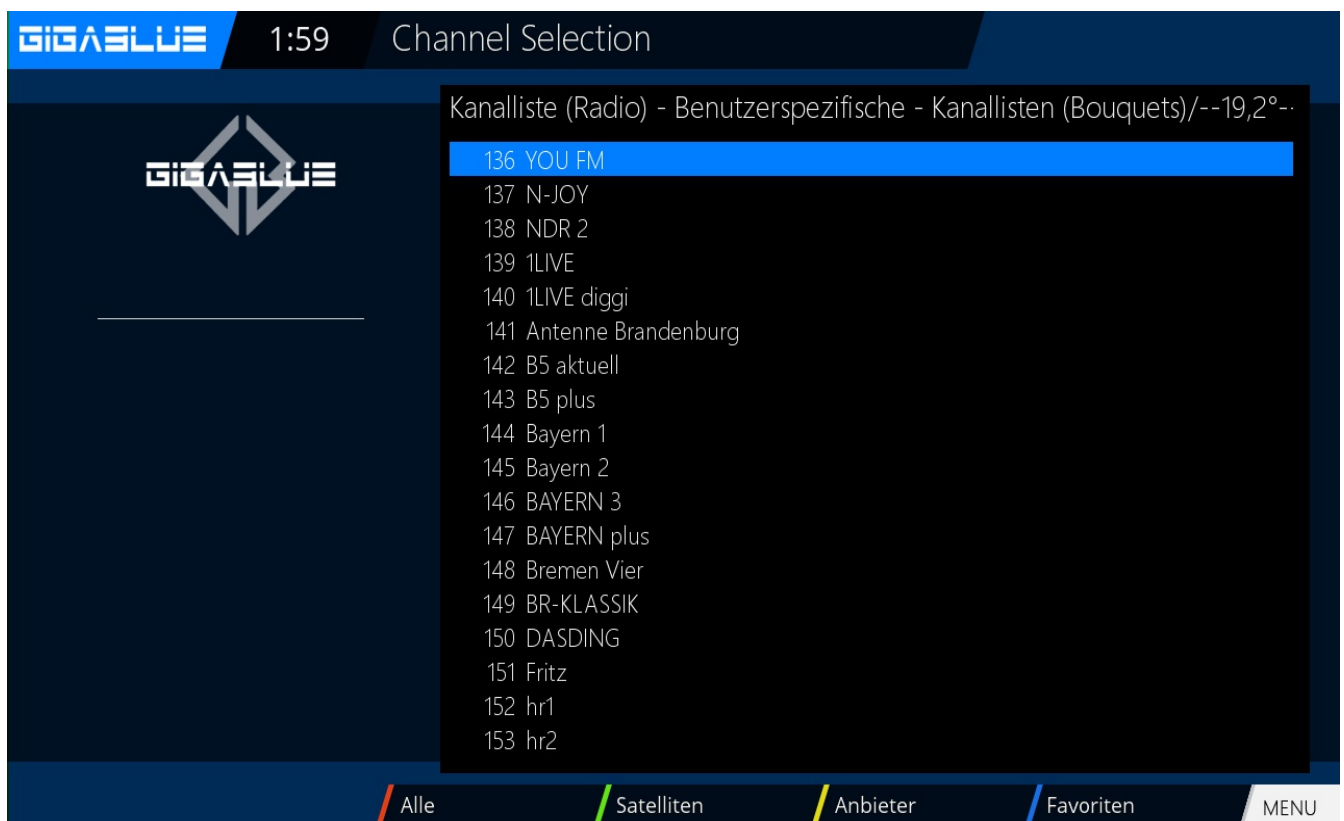 GIGABLUE 1:59 Channel Selection
Kanalliste (Radio) - Benutzerspezifische - Kanallisten (Bouquets)/--19,2°-
GIGABLUE
136 YOU FM
137 N-JOY
138 NDR 2
139 1LIVE
140 1LIVE diggi
141 Antenne Brandenburg
142 B5 aktuell
143 B5 plus
144 Bayern 1
145 Bayern 2
146 BAYERN 3
147 BAYERN plus
148 Bremen Vier
149 BR-KLASSIK
150 DASDING
151 Fritz
152 hr1
153 hr2
Alle Satelliten Anbieter Favoriten MENU